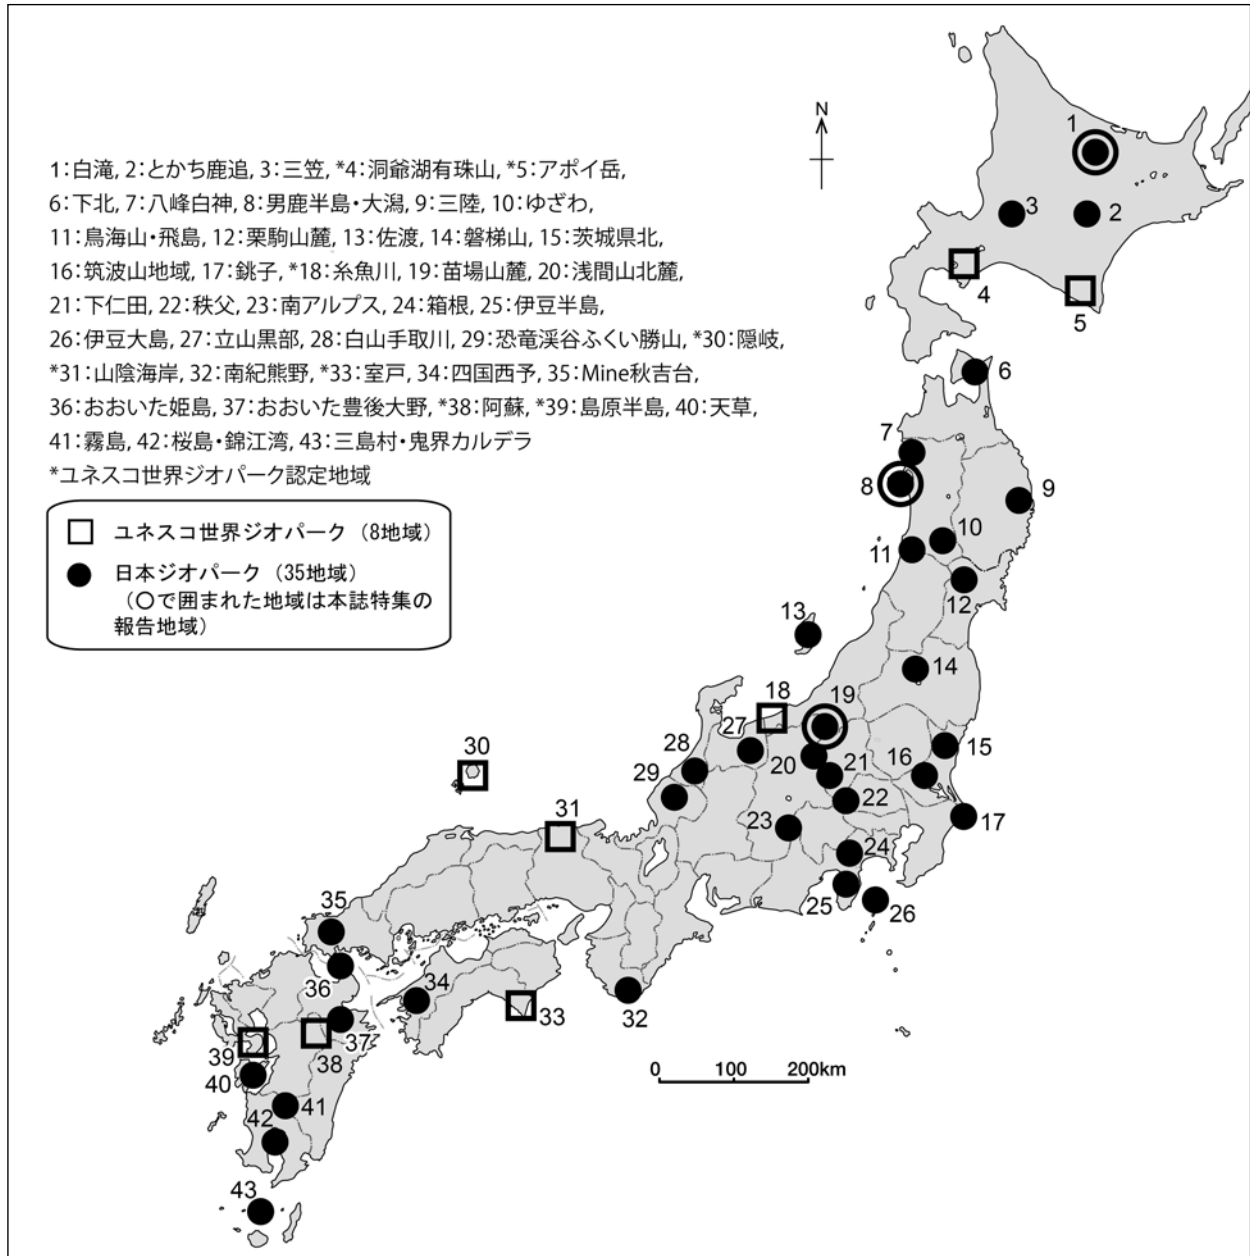 N
1:白滝, 2:とかち鹿追, 3:三笠, *4:洞爺湖有珠山, *5:アポイ岳,
6:下北, 7:八峰白神, 8:男鹿半島・大潟, 9:三陸, 10:ゆざわ,
11:鳥海山・飛島, 12:栗駒山麓, 13:佐渡, 14:磐梯山, 15:茨城県北,
16:筑波山地域, 17:銚子, *18:糸魚川, 19:苗場山麓, 20:浅間山北麓,
21:下仁田, 22:秩父, 23:南アルプス, 24:箱根, 25:伊豆半島,
26:伊豆大島, 27:立山黒部, 28:白山手取川, 29:恐竜渓谷ふくい勝山, *30:隠岐,
*31:山陰海岸, 32:南紀熊野, *33:室戸, 34:四国西予, 35:Mine秋吉台,
36:おおいた姫島, 37:おおいた豊後大野, *38:阿蘇, *39:島原半島, 40:天草,
41:霧島, 42:桜島・錦江湾, 43:三島村・鬼界カルデラ
*ユネスコ世界ジオパーク認定地域
ユネスコ世界ジオパーク (8地域)
日本ジオパーク (35地域)
(○で囲まれた地域は本誌特集の
報告地域)
1
3
2
4
5
6
7
8
9
10
11
12
13
14
18
19
27
15
28
20
21
16
30
29
22
31
23
17
24
25
26
35
36
34
33
32
37
39
38
40
41
42
43
0 100 200km